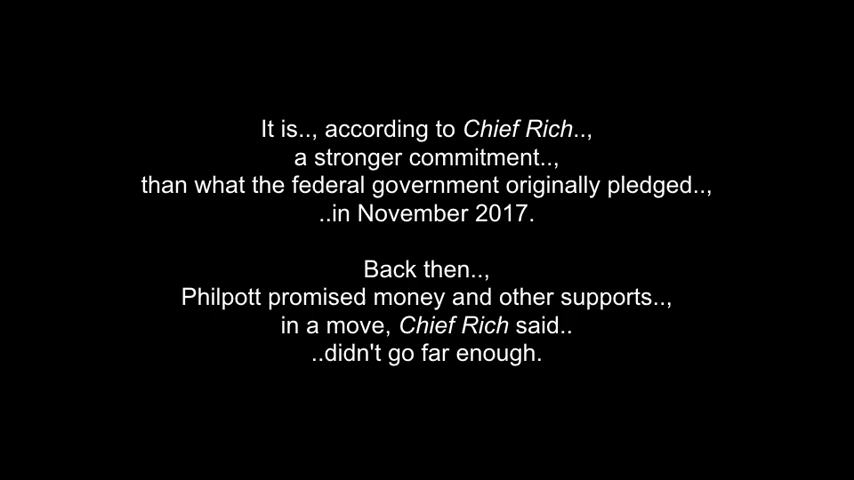 It is.., according to Chief Rich..,
a stronger commitment..,
than what the federal government originally pledged..,
..in November 2017.
Back then..,
Philpott promised money and other supports..,
in a move, Chief Rich said..
..didn't go far enough.